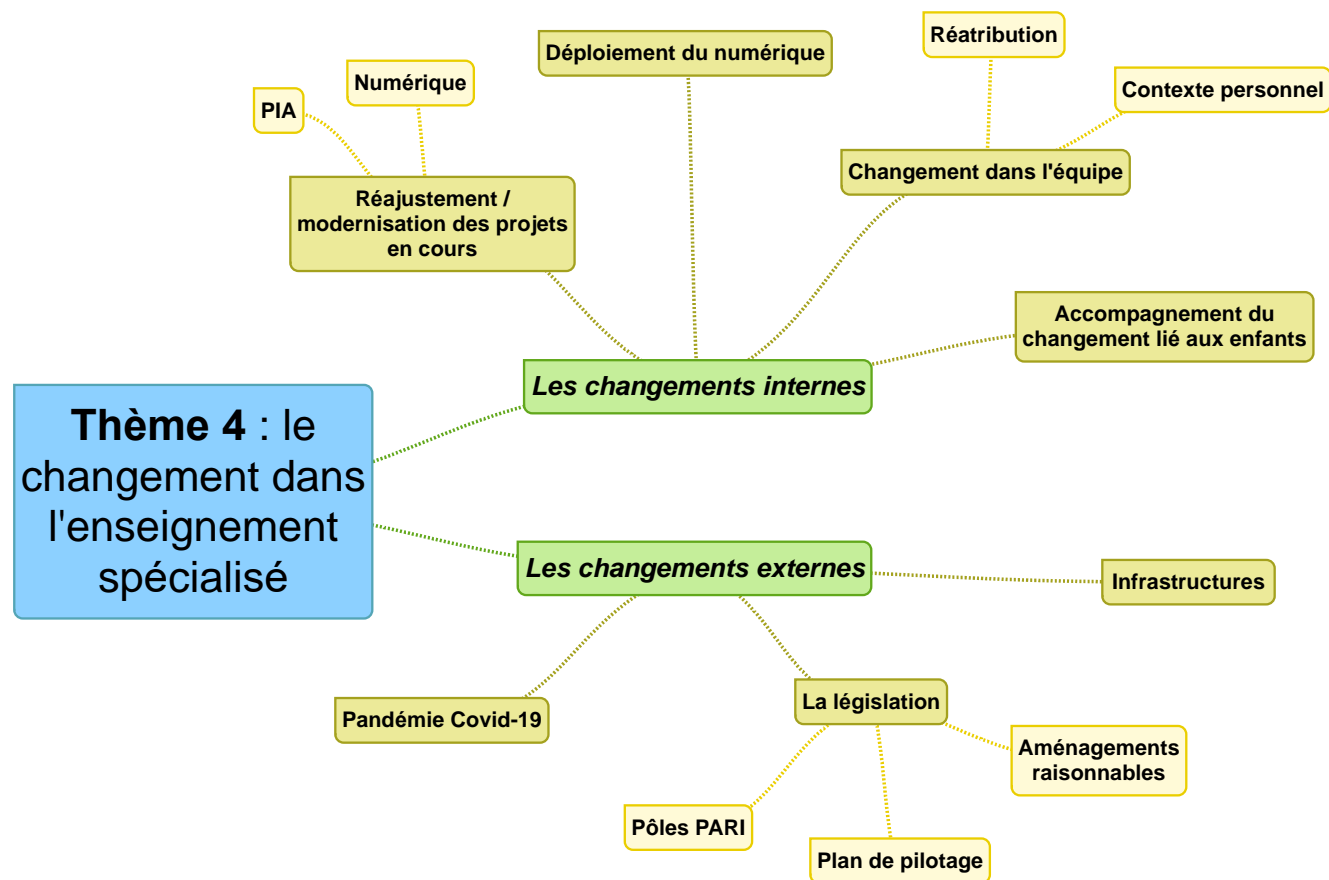 Réatribution
Déploiement du numérique
Numérique
Contexte personnel
PIA
Changement dans l'équipe
Réajustement /
modernisation des projets
en cours
Accompagnement du
changement lié aux enfants
Les changements internes
Thème 4 : le
changement dans
l'enseignement
spécialisé
Les changements externes
Infrastructures
La législation
Pandémie Covid-19
Aménagements
raisonnables
Pôles PARI
Plan de pilotage